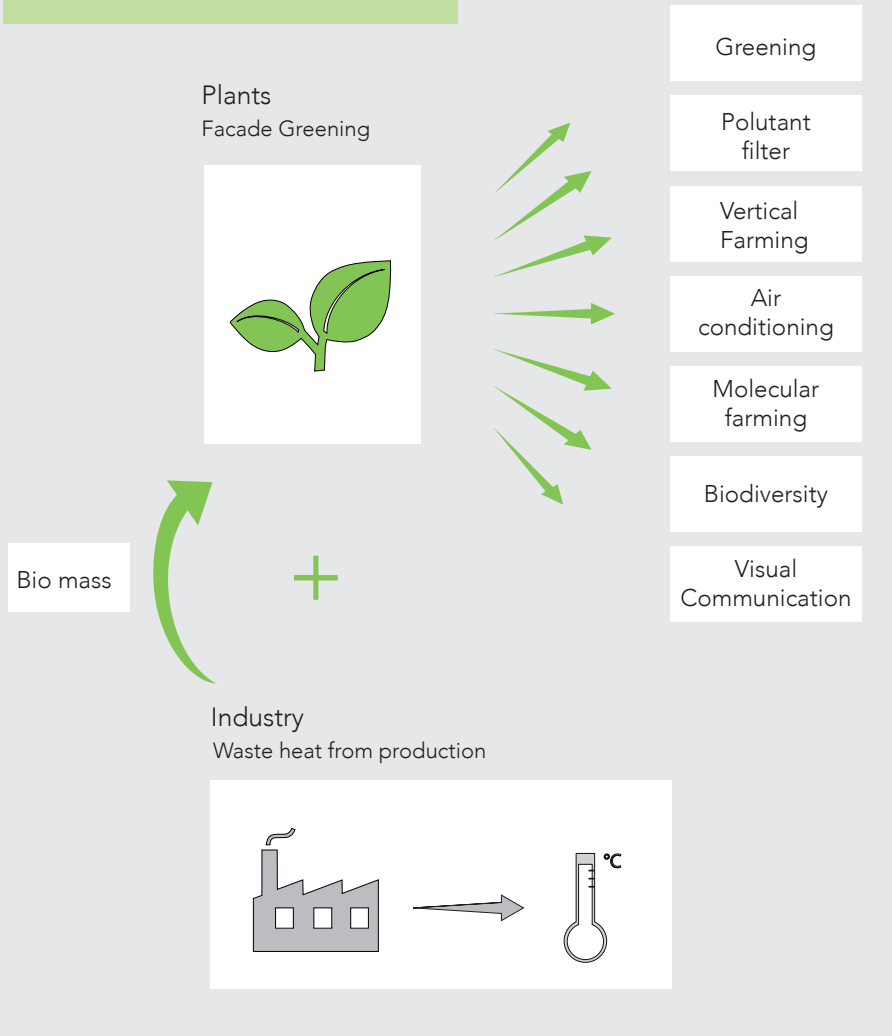 Plants
Facade Greening
Greening
Polutant
filter
Vertical
Farming
Air
conditioning
Molecular
farming
Biodiversity
Visual
Communication
Bio mass
+
Industry
Waste heat from production
°C